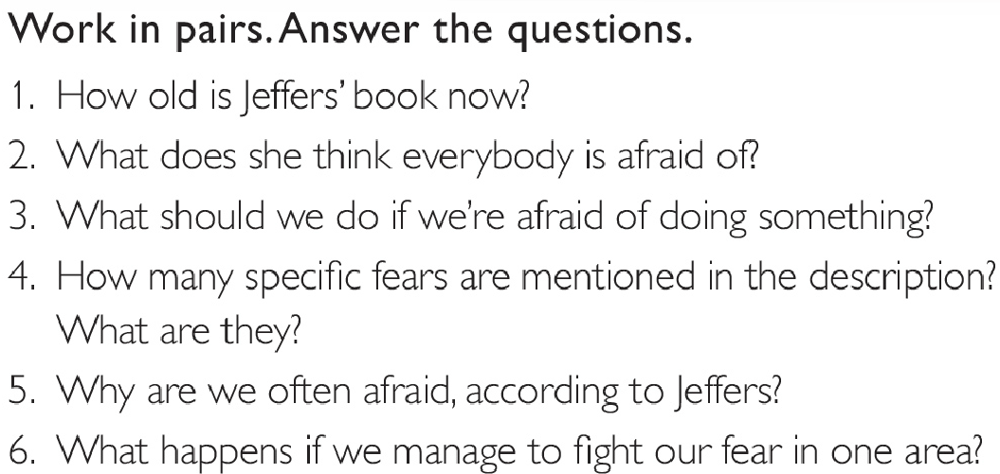 Work in pairs. Answer the questions.
1. How old is Jeffers' book now?
2. What does she think everybody is afraid of?
3. What should we do if we're afraid of doing something?
4. How many specific fears are mentioned in the description?
What are they?
5. Why are we often afraid, according to Jeffers?
6. What happens if we manage to fight our fear in one area?